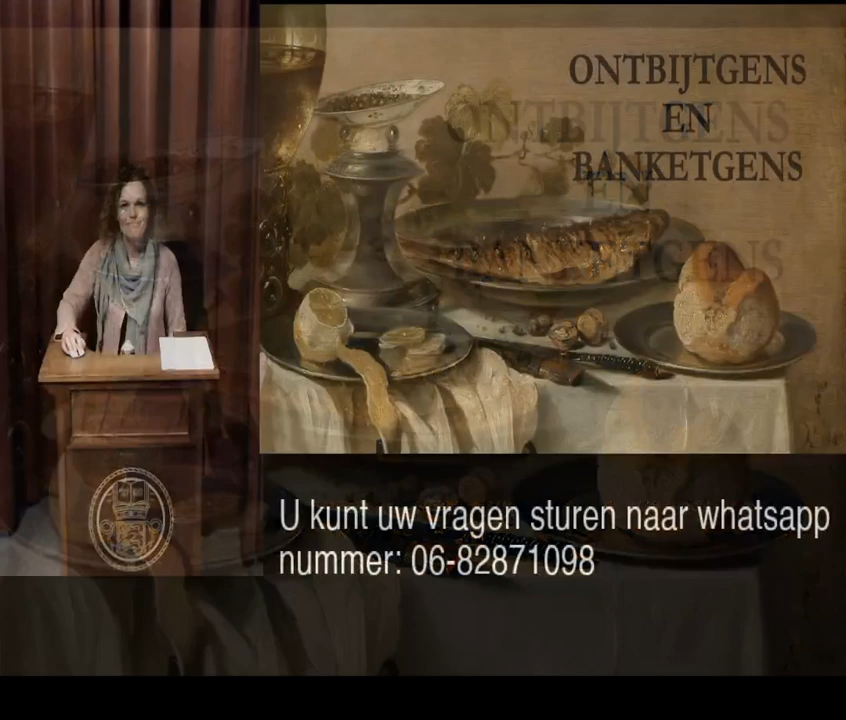 ONTBIJTGENS
EN
BANKETGENS
U kunt uw vragen sturen naar whatsapp
nummer: 06-82871098